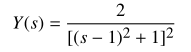 Y(s) = 2 / [(s − 1)² + 1]²